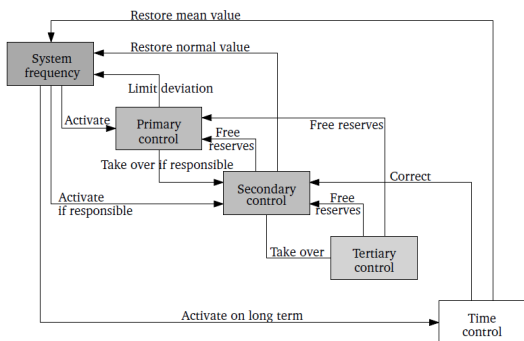 Restore mean value
System
frequency
Restore normal value
Limit deviation
Activate
Primary
control
Free reserves
Free
reserves
Take over if responsible
Secondary
control
Correct
Activate
if responsible
Free
reserves
Take over
Tertiary
control
Activate on long term
Time
control